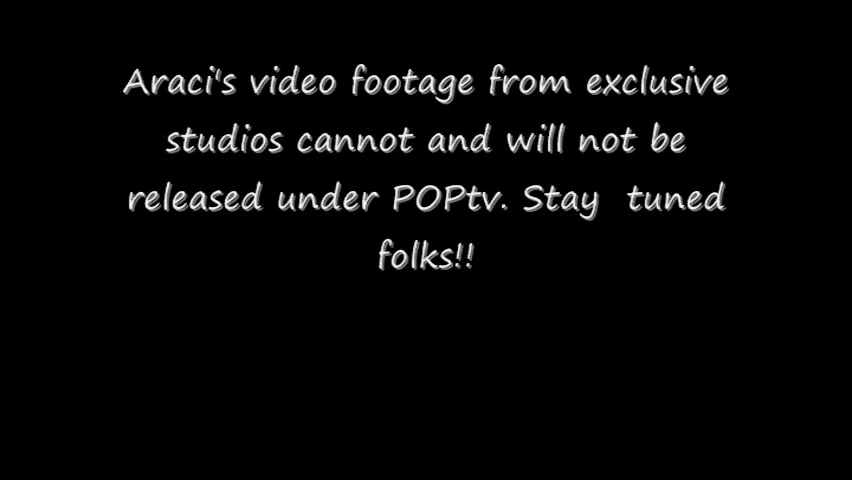 Araci's video footage from exclusive
studios cannot and will not be
released under POPtv. Stay  tuned
folks!!